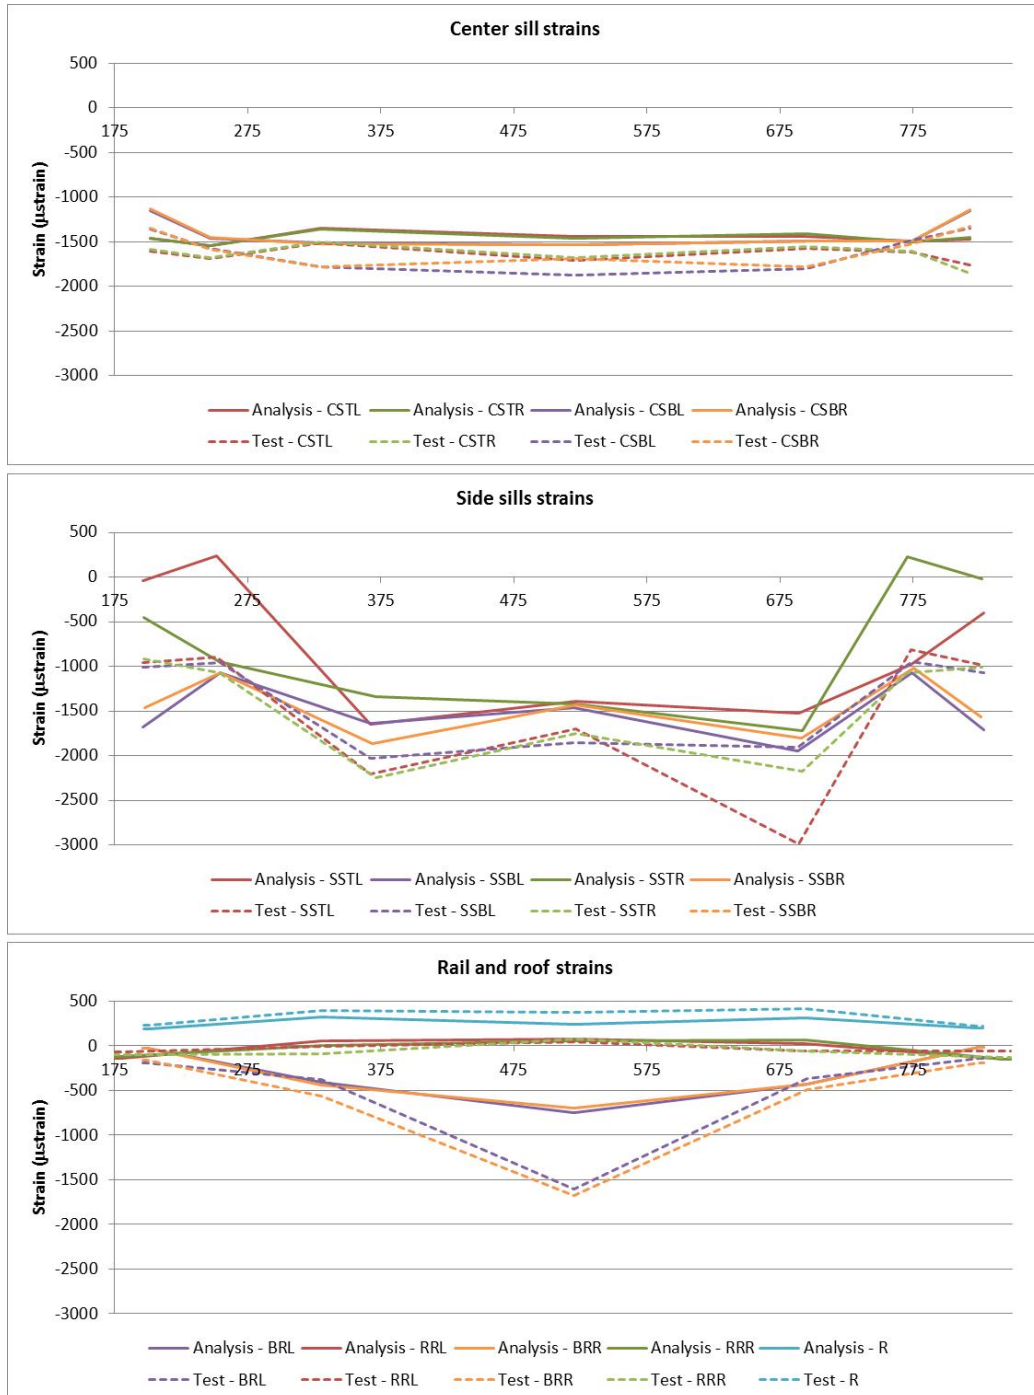 Center sill strains
500
0
175 275 375 475 575 675 775
-500
-1000
-1500
-2000
-2500
-3000
Strain (µstrain)
Analysis - CSTL Analysis - CSTR Analysis - CSBL Analysis - CSBR
Test - CSTL Test - CSTR Test - CSBL Test - CSBR
Side sills strains
500
0
175 275 375 475 575 675 775
-500
-1000
-1500
-2000
-2500
-3000
Strain (µstrain)
Analysis - SSTL Analysis - SSBL Analysis - SSTR Analysis - SSBR
Test - SSTL Test - SSBL Test - SSTR Test - SSBR
Rail and roof strains
500
0
175 275 375 475 575 675 775
-500
-1000
-1500
-2000
-2500
-3000
Strain (µstrain)
Analysis - BRL Analysis - RRL Analysis - BRR Analysis - RRR Analysis - R
Test - BRL Test - RRL Test - BRR Test - RRR Test - R